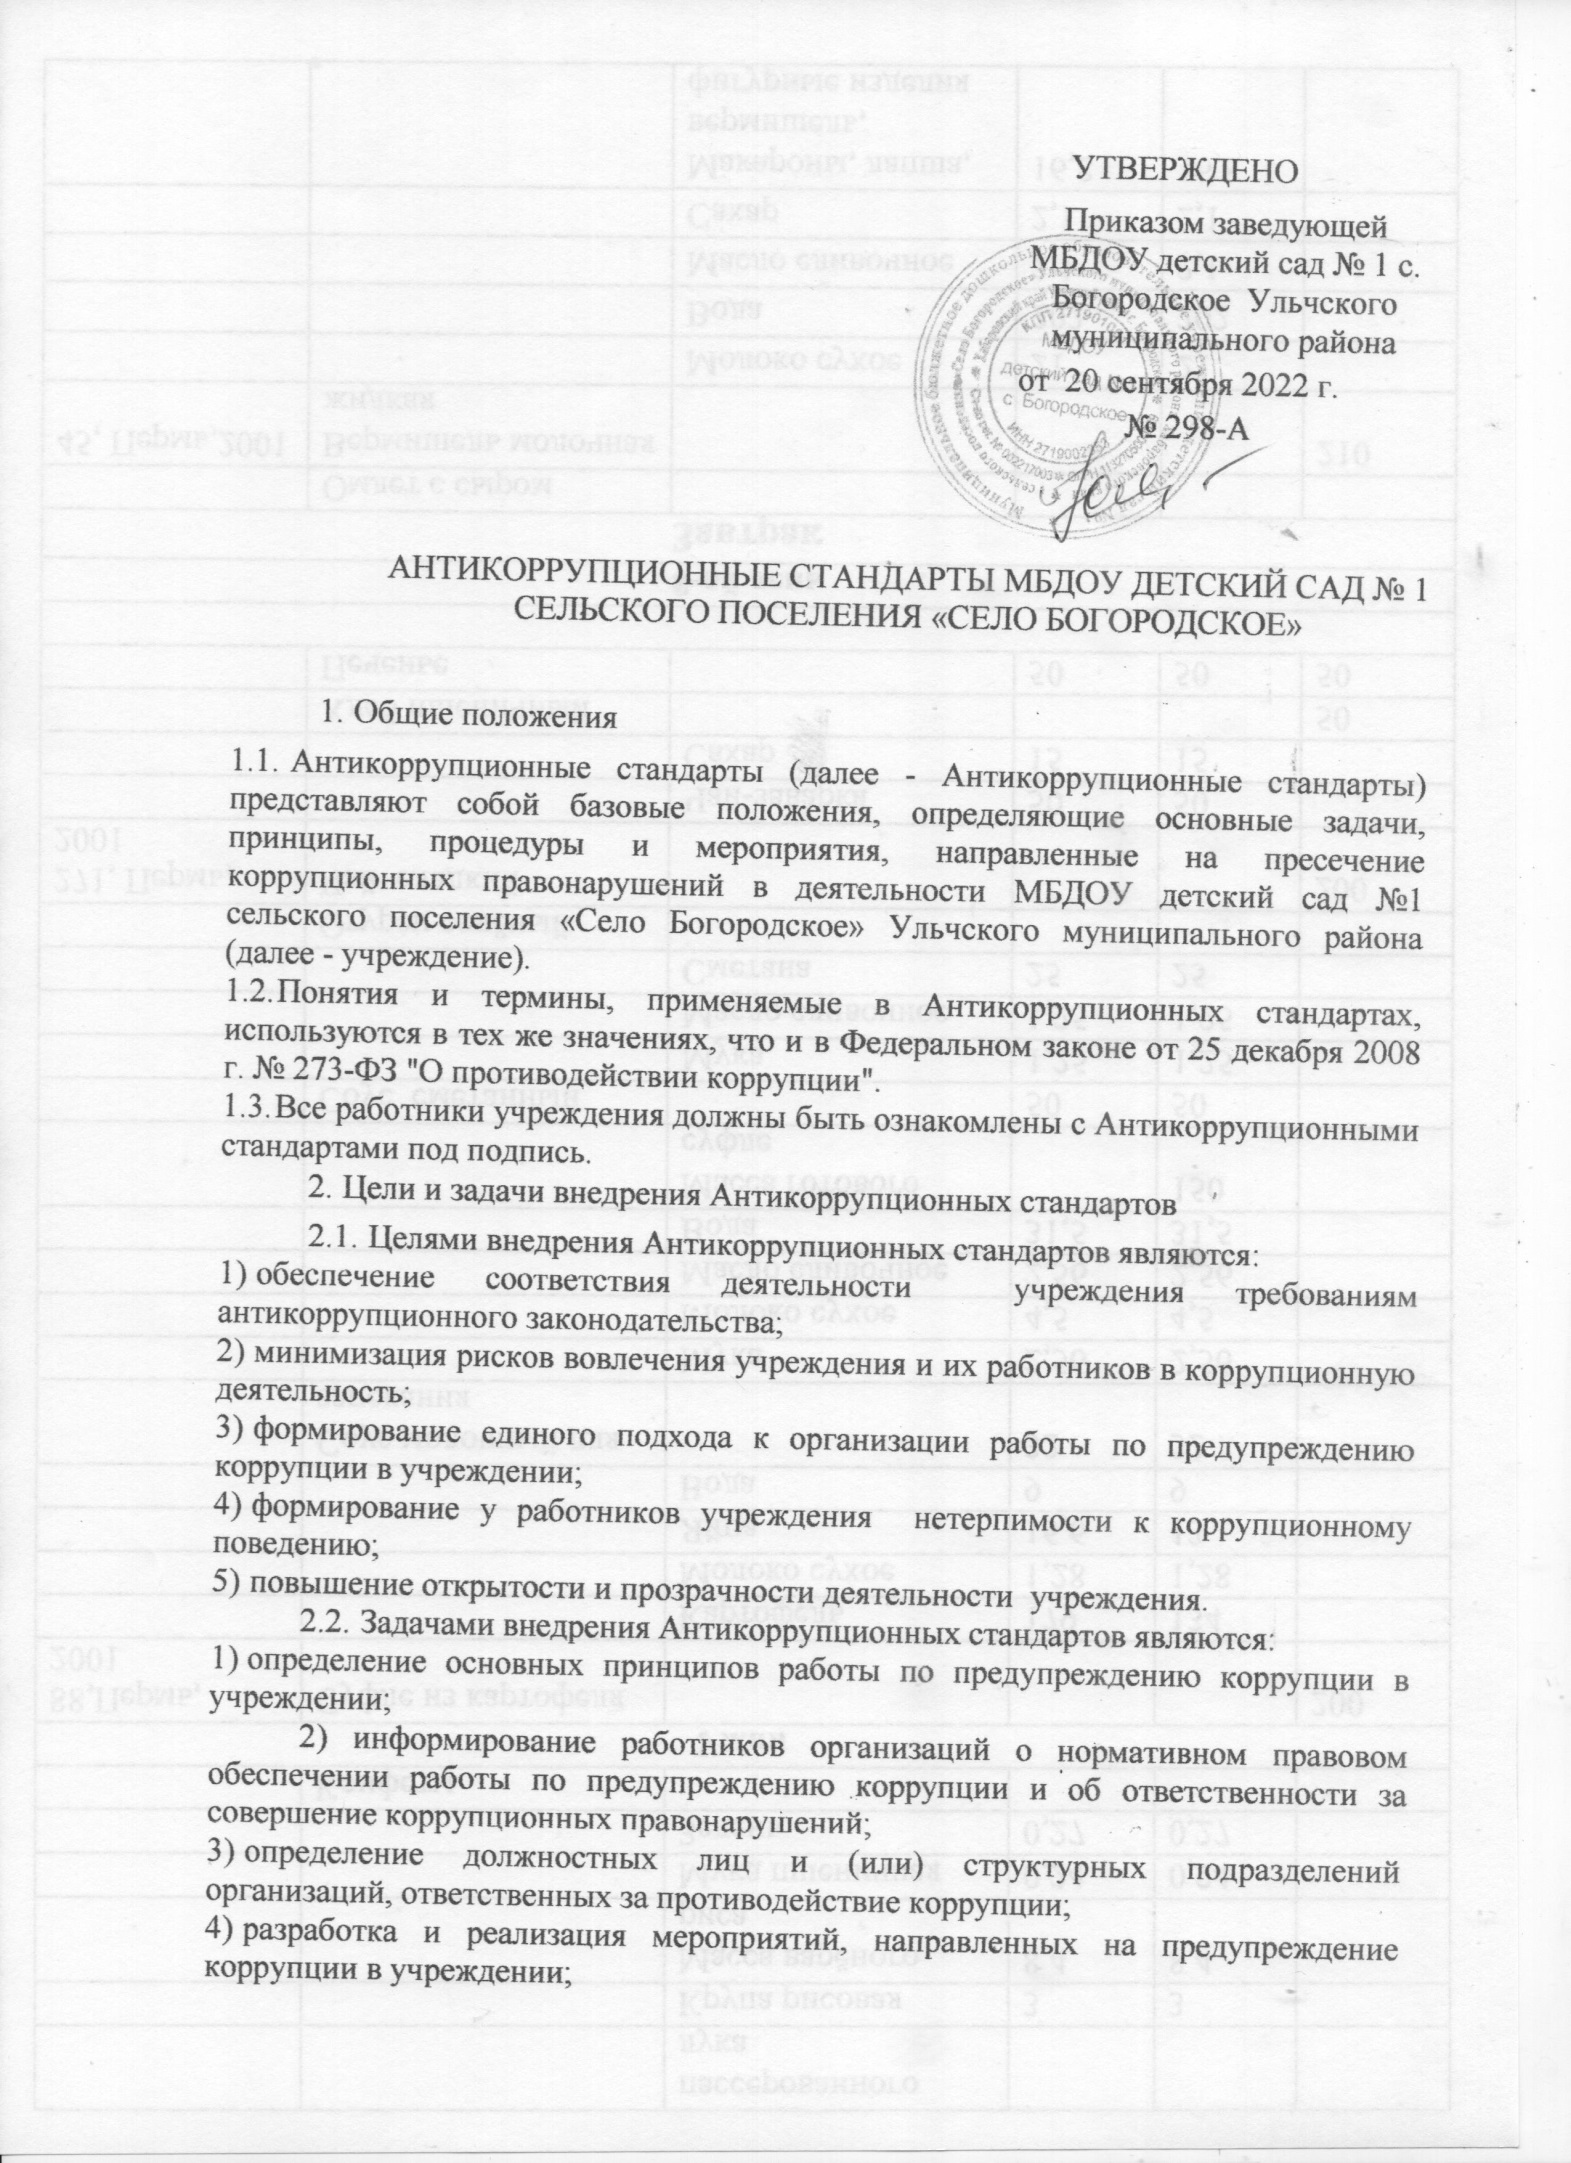 УТВЕРЖДЕНО
Приказом заведующей
МБДОУ детский сад № 1 с.
Богородское Ульчского
муниципального района
от 20 сентября 2022 г.
№ 298-А
МБДОУ
детский сад
с Богородское
АНТИКОРРУПЦИОННЫЕ СТАНДАРТЫ МБДОУ ДЕТСКИЙ САД № 1
СЕЛЬСКОГО ПОСЕЛЕНИЯ «СЕЛО БОГОРОДСКОЕ»
1. Общие положения
1.1. Антикоррупционные стандарты (далее - Антикоррупционные стандарты)
представляют собой базовые положения, определяющие основные задачи,
принципы, процедуры и мероприятия, направленные на пресечение
коррупционных правонарушений в деятельности МБДОУ детский сад №1
сельского поселения «Село Богородское» Ульчского муниципального района
(далее - учреждение).
1.2.Понятия и термины, применяемые в Антикоррупционных стандартах,
используются в тех же значениях, что и в Федеральном законе от 25 декабря 2008
г. № 273-ФЗ "О противодействии коррупции".
1.3.Все работники учреждения должны быть ознакомлены с Антикоррупционными
стандартами под подпись.
2. Цели и задачи внедрения Антикоррупционных стандартов
2.1. Целями внедрения Антикоррупционных стандартов являются:
1) обеспечение соответствия деятельности учреждения требованиям
антикоррупционного законодательства;
2) минимизация рисков вовлечения учреждения и их работников в коррупционную
деятельность;
3) формирование единого подхода к организации работы по предупреждению
коррупции в учреждении;
4) формирование у работников учреждения нетерпимости к коррупционному
поведению;
5) повышение открытости и прозрачности деятельности учреждения.
2.2. Задачами внедрения Антикоррупционных стандартов являются:
1) определение основных принципов работы по предупреждению коррупции в
учреждении;
2) информирование работников организаций о нормативном правовом
обеспечении работы по предупреждению коррупции и об ответственности за
совершение коррупционных правонарушений;
3) определение должностных лиц и (или) структурных подразделений
организаций, ответственных за противодействие коррупции;
4) разработка и реализация мероприятий, направленных на предупреждение
коррупции в учреждении;